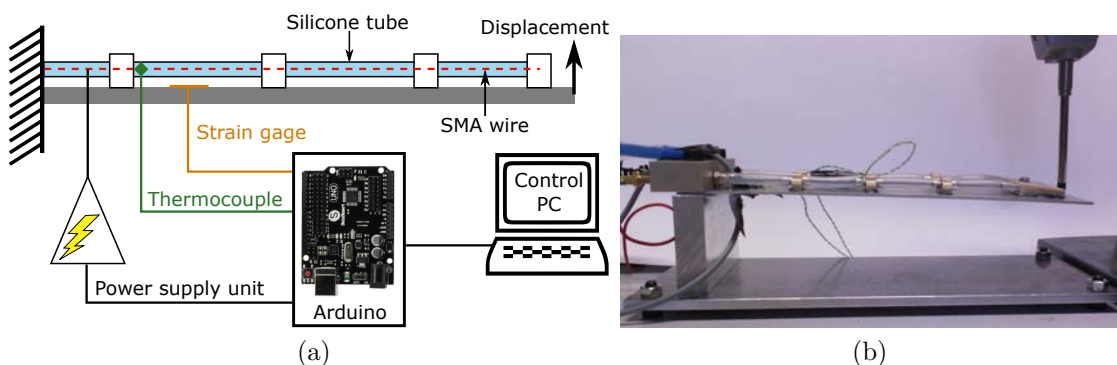 Silicone tube
Displacement
SMA wire
Strain gage
Thermocouple
UNO
Control
PC
Power supply unit
Arduino
(a)
(b)